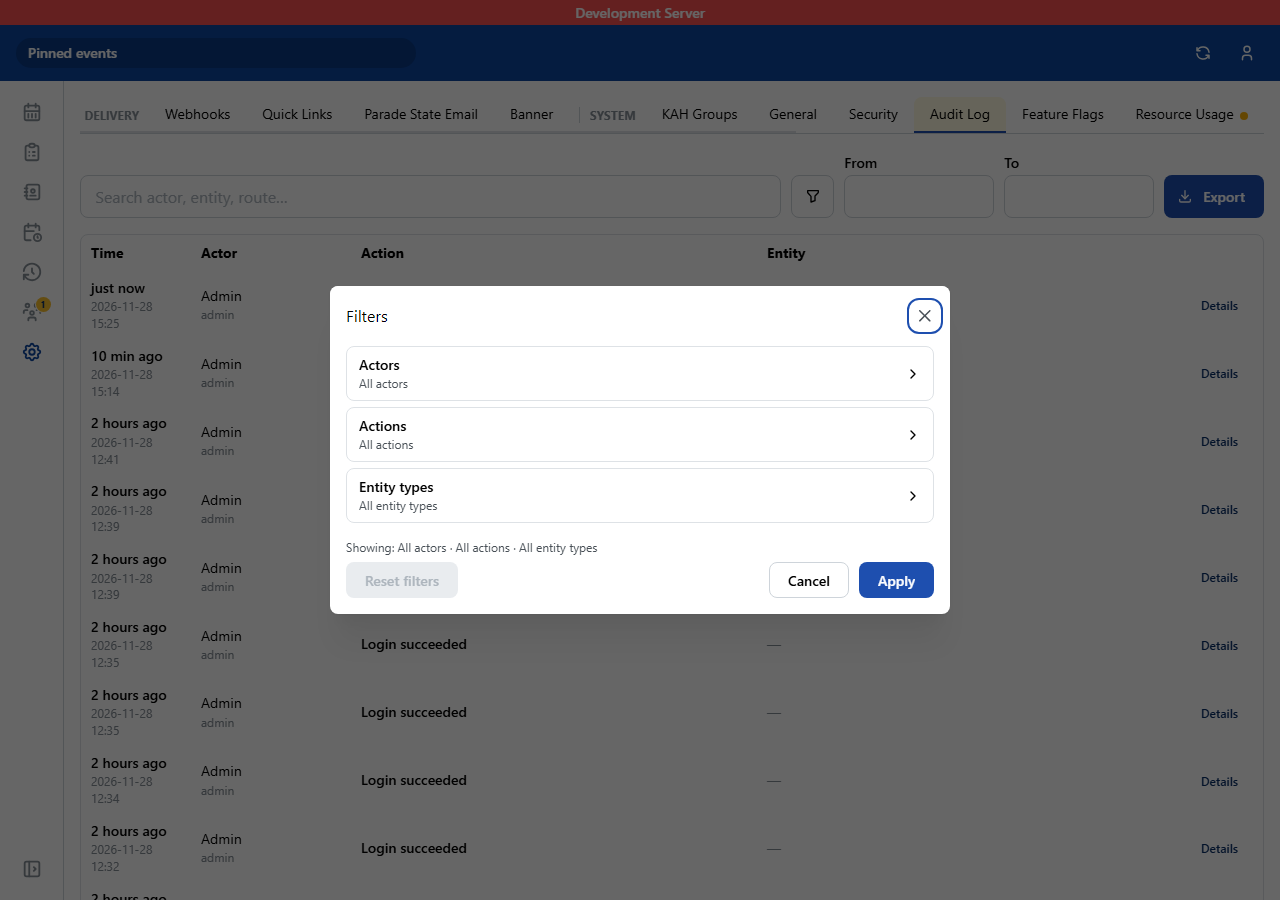 Development Server
Pinned events
DELIVERY Webhooks Quick Links Parade State Email Banner SYSTEM KAH Groups General Security Audit Log Feature Flags Resource Usage
From To
Search actor, entity, route...
Export
Time Actor Action Entity
just now
2026-11-28
15:25
Admin
admin
Details
1
10 min ago
2026-11-28
15:14
Admin
admin
Details
2 hours ago
2026-11-28
12:41
Admin
admin
Details
2 hours ago
2026-11-28
12:39
Admin
admin
Details
2 hours ago
2026-11-28
12:39
Admin
admin
Details
2 hours ago
2026-11-28
12:35
Admin
admin
Login succeeded
—
Details
2 hours ago
2026-11-28
12:35
Admin
admin
Login succeeded
—
Details
2 hours ago
2026-11-28
12:34
Admin
admin
Login succeeded
—
Details
2 hours ago
2026-11-28
12:32
Admin
admin
Login succeeded
—
Details
2 hours ago
Filters
Actors
All actors
Actions
All actions
Entity types
All entity types
Showing: All actors · All actions · All entity types
Reset filters Cancel Apply